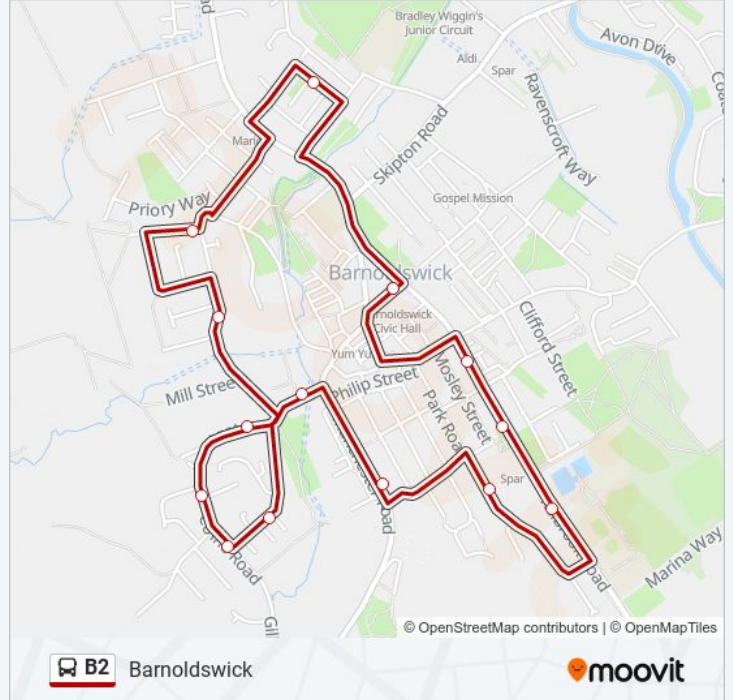 Bradley Wiggin's
Junior Circuit
Avon Drive
Aldi
Spar
Ravenscroft Way
Skipton Road
Gospel Mission
Priory Way
Barnoldswick
Civic Hall
Clifford Street
Yum Yu
Mill Street
Philip Street
Mosley Street
Park Roa
Spar
Road
Marina Way
© OpenStreetMap contributors | © OpenMapTiles
B2 Barnoldswick
moovit